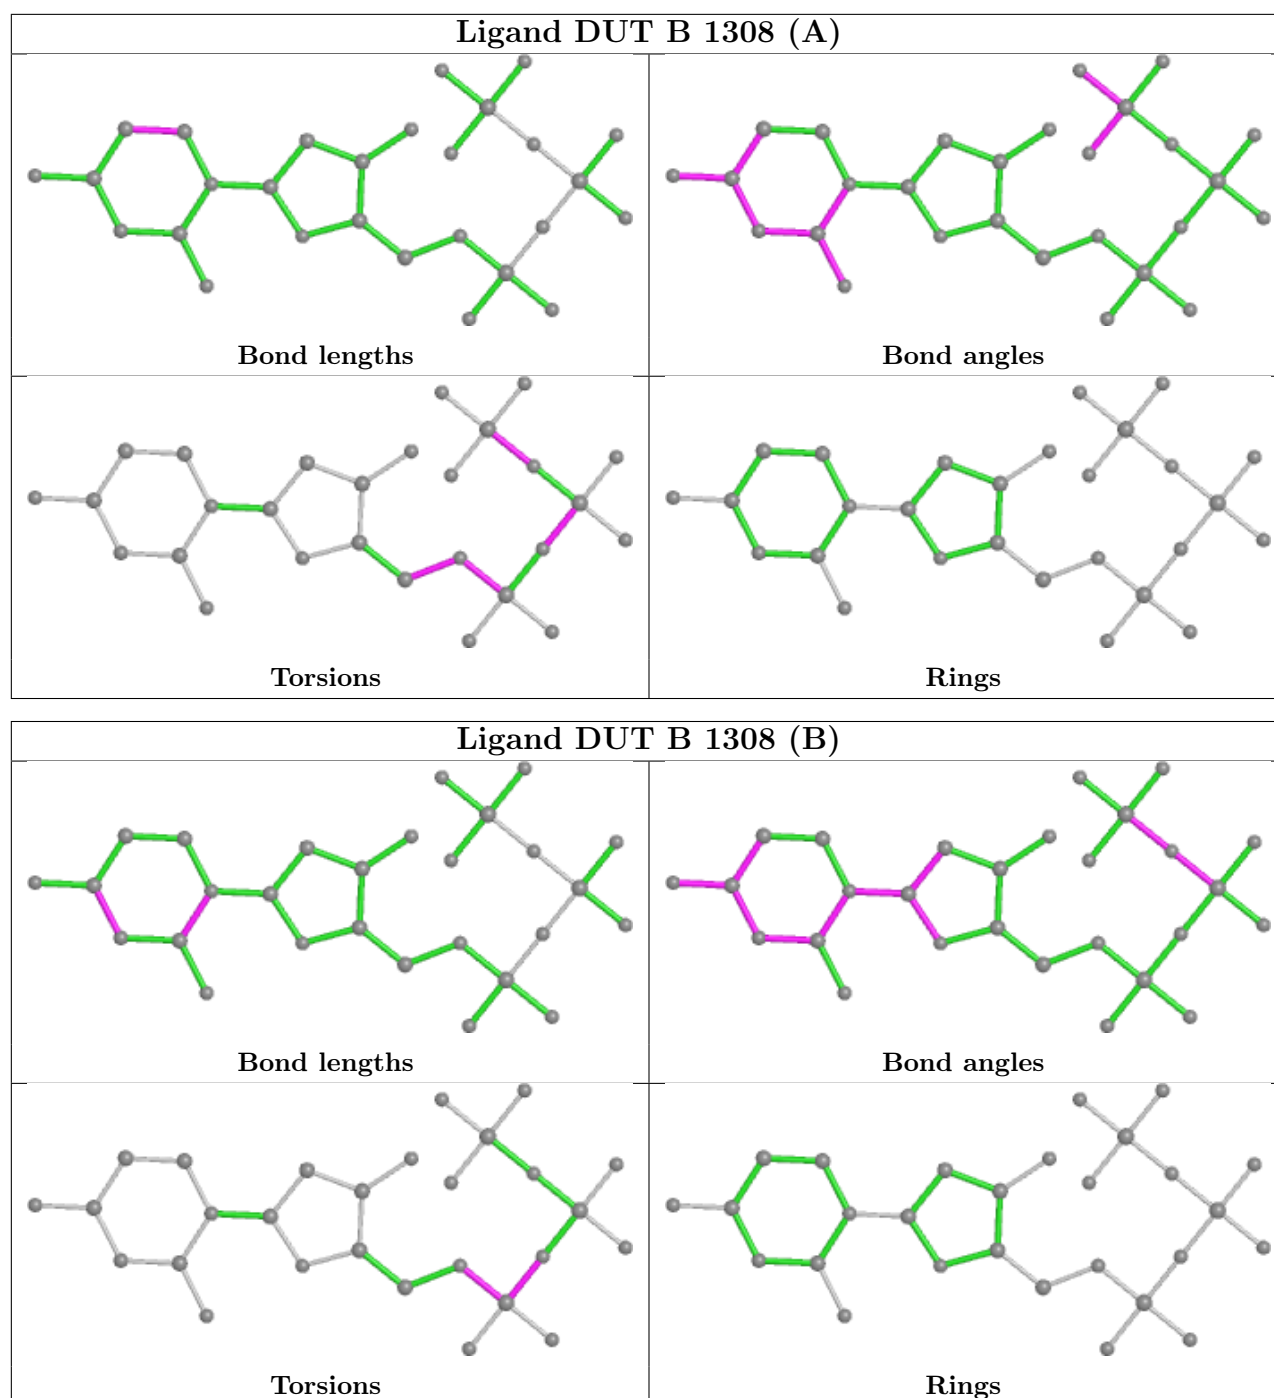 Ligand DUT B 1308 (A)
Bond lengths
Bond angles
Torsions
Rings
Ligand DUT B 1308 (B)
Bond lengths
Bond angles
Torsions
Rings